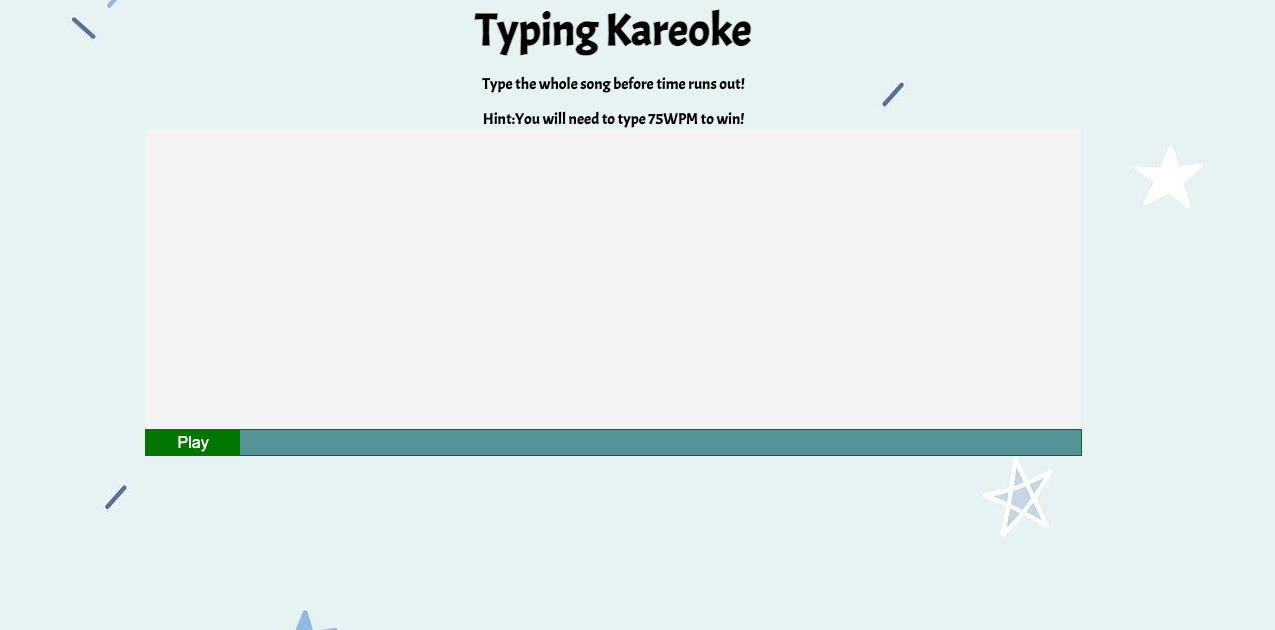 Typing Kareoke
Type the whole song before time runs out!
Hint:You will need to type 75WPM to win!
Play